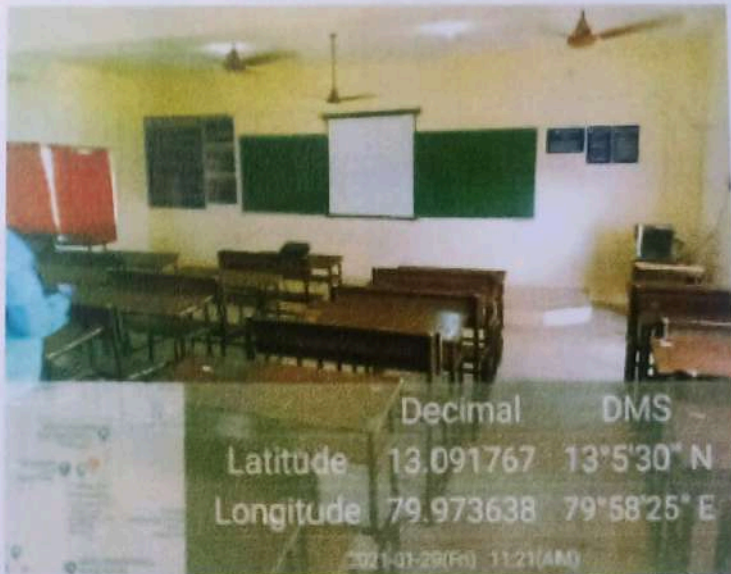 Decimal DMS
Latitude 13.091767 13°5'30" N
Longitude 79.973638 79°58'25" E
2021-01-29(Fri) 11:21(AM)